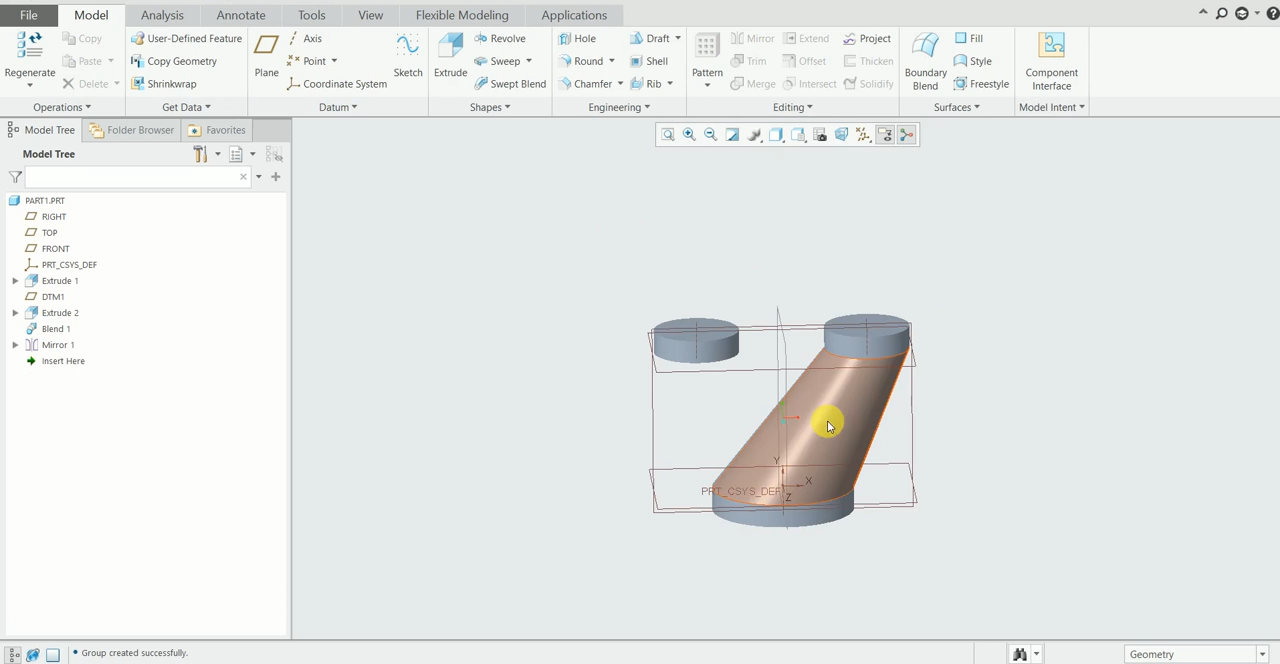 File Model Analysis Annotate Tools View Flexible Modeling Applications
Regenerate
Copy
Paste
Delete
Operations
User-Defined Feature
Copy Geometry
Shrinkwrap
Get Data
Plane
Axis
Point
Coordinate System
Sketch
Datum
Extrude
Revolve
Sweep
Swept Blend
Shapes
Hole
Round
Chamfer
Draft
Shell
Rib
Engineering
Pattern
Mirror
Trim
Merge
Extend
Offset
Intersect
Project
Thicken
Solidify
Editing
Boundary
Blend
Fill
Style
Freestyle
Surfaces
Component
Interface
Model Intent
Model Tree Folder Browser Favorites
Model Tree
PART1.PRT
RIGHT
TOP
FRONT
PRT_CSYS_DEF
Extrude 1
DTM1
Extrude 2
Blend 1
Mirror 1
Insert Here
Y
X
PRT_CSYS_DEF
Z
• Group created successfully.
Geometry